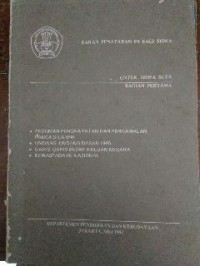 BAHAN PENATARAN P4 BAGI SISWA
UNTUK SISWA SLTA
BAGIAN PERTAMA
PEDOMAN PENGHAYATAN DAN PENGAMALAN
PANCASILA
UNDANG-UNDANG DASAR 1945
GARIS-GARIS BESAR HALUAN NEGARA
KEWASPADAAN NASIONAL
DEPARTEMEN PENDIDIKAN DAN KEBUDAYAAN
JAKARTA,